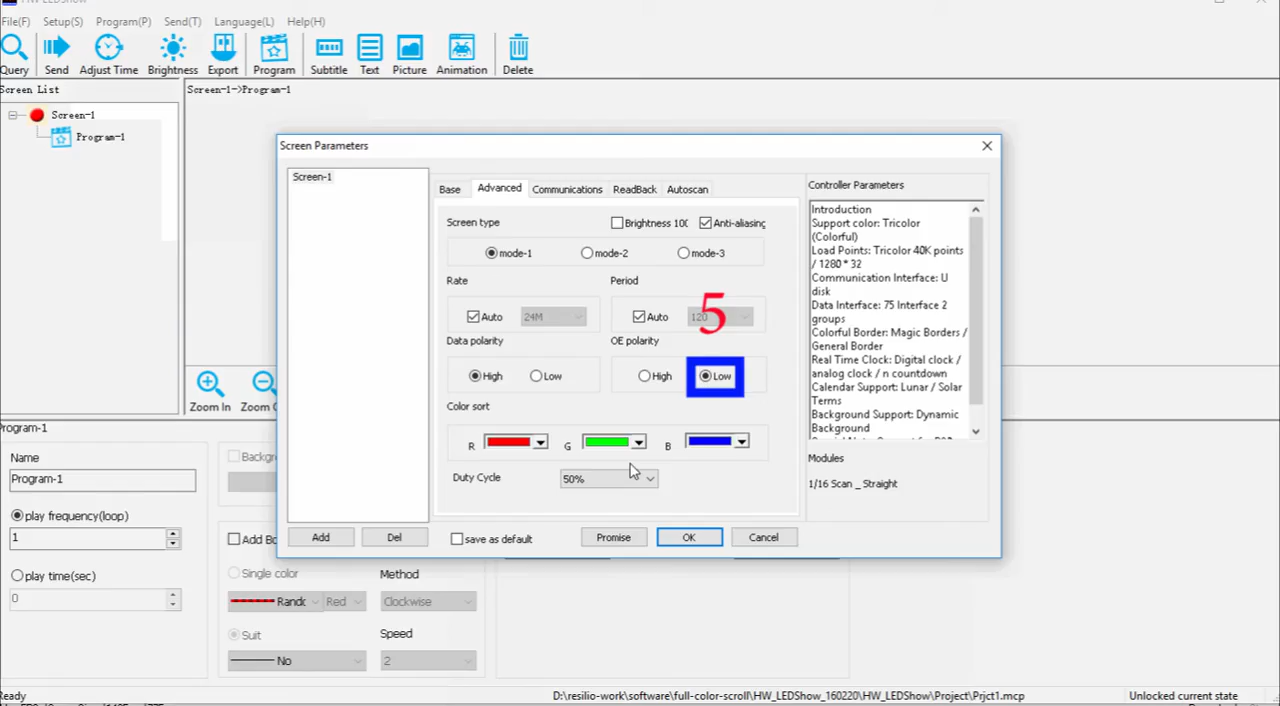 HW_LEDShow
File(F) Setup(S) Program(P) Send(T) Language(L) Help(H)
Query Send Adjust Time Brightness Export Program Subtitle Text Picture Animation Delete
Screen List
Screen-1->Program-1
Screen-1
Program-1
Zoom In Zoom
Program-1
Name
Program-1
play frequency(loop)
1
play time(sec)
0
Backgr
Add Bo
Single color
Rand Red
Suit
No
Method
Clockwise
Speed
2
Screen Parameters
Screen-1
Base Advanced Communications ReadBack Autoscan
Screen type
Brightness 10 Anti-aliasing
mode-1 mode-2 mode-3
Rate Period
Auto 24M Auto 120
5
Data polarity OE polarity
High Low High Low
Color sort
R G B
Duty Cycle 50%
Controller Parameters
Introduction
Support color: Tricolor
(Colorful)
Load Points: Tricolor 40K points
/ 1280 * 32
Communication Interface: U
disk
Data Interface: 75 Interface 2
groups
Colorful Border: Magic Borders /
General Border
Real Time Clock: Digital clock /
analog clock / n countdown
Calendar Support: Lunar / Solar
Terms
Background Support: Dynamic
Background
Modules
1/16 Scan _ Straight
Add Del save as default Promise OK Cancel
Ready
D:\resilio-work\software\full-color-scroll\HW_LEDShow_160220\HW_LEDShow\Project\Prjct1.mcp
Unlocked current state